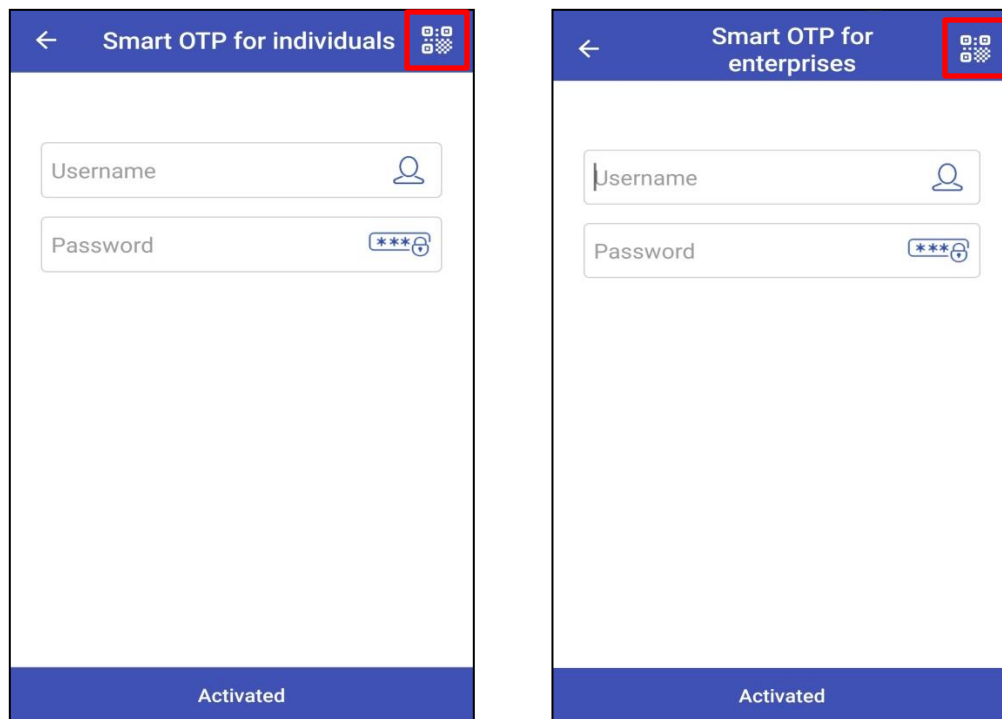 Smart OTP for individuals
Username
Password
***
Activated
Smart OTP for
enterprises
Username
Password
***
Activated